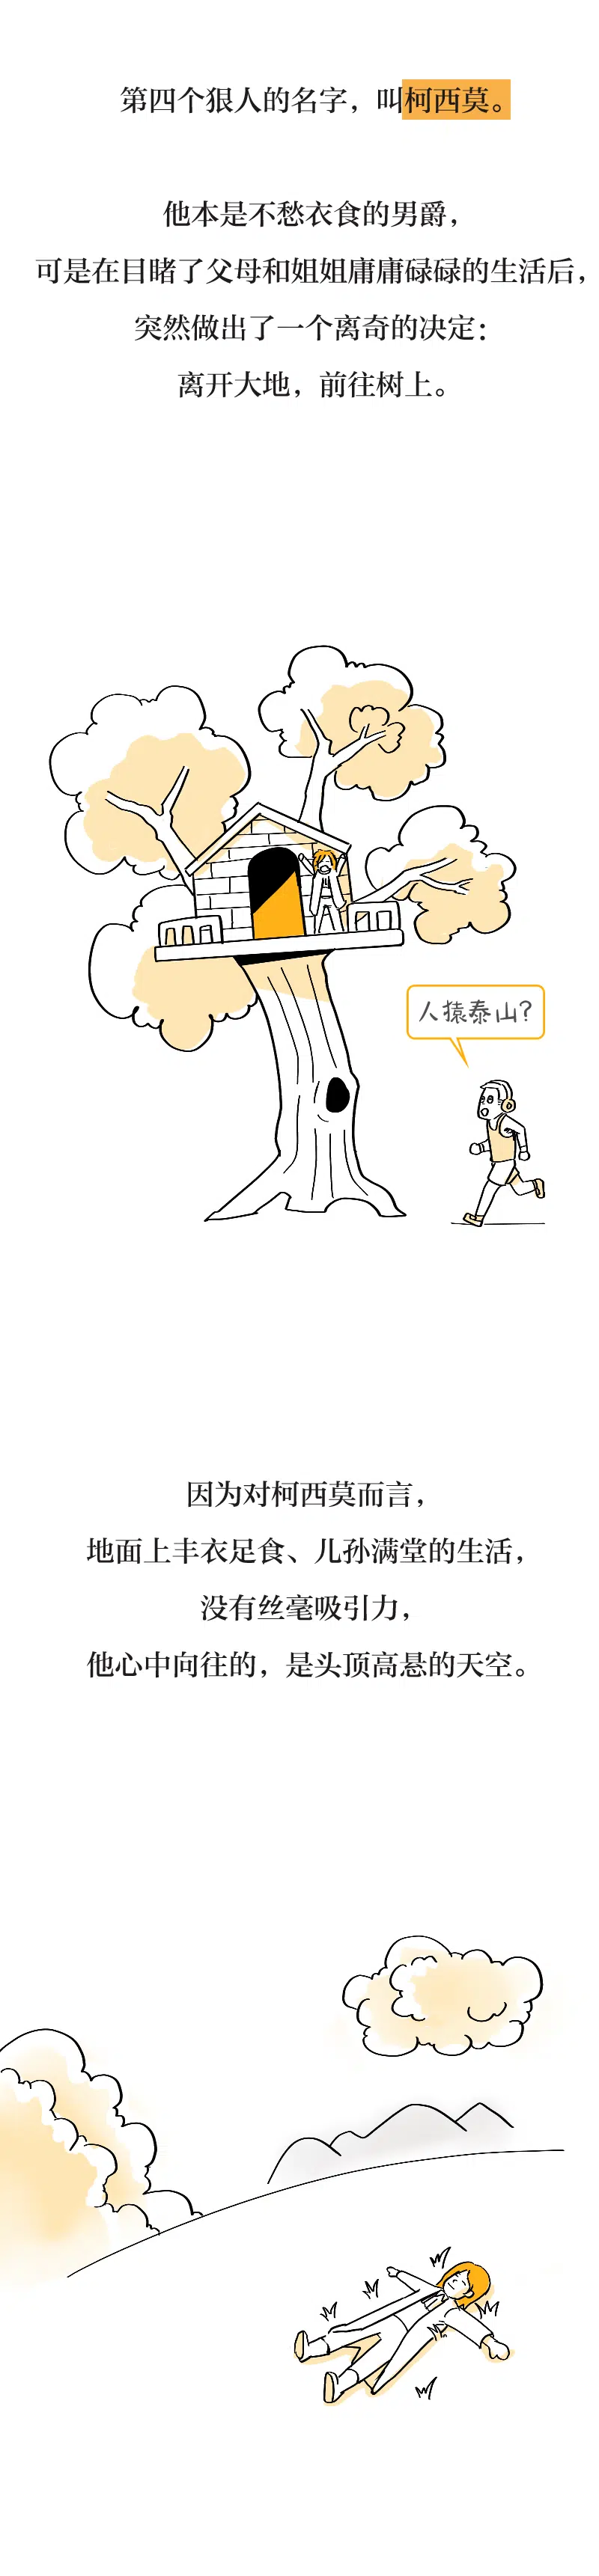 第四个狠人的名字，叫柯西莫。
他本是不愁衣食的男爵，
可是在目睹了父母和姐姐庸庸碌碌的生活后，
突然做出了一个离奇的决定：
离开大地，前往树上。
人猿泰山?
因为对柯西莫而言，
地面上丰衣足食、儿孙满堂的生活，
没有丝毫吸引力，
他心中向往的，是头顶高悬的天空。